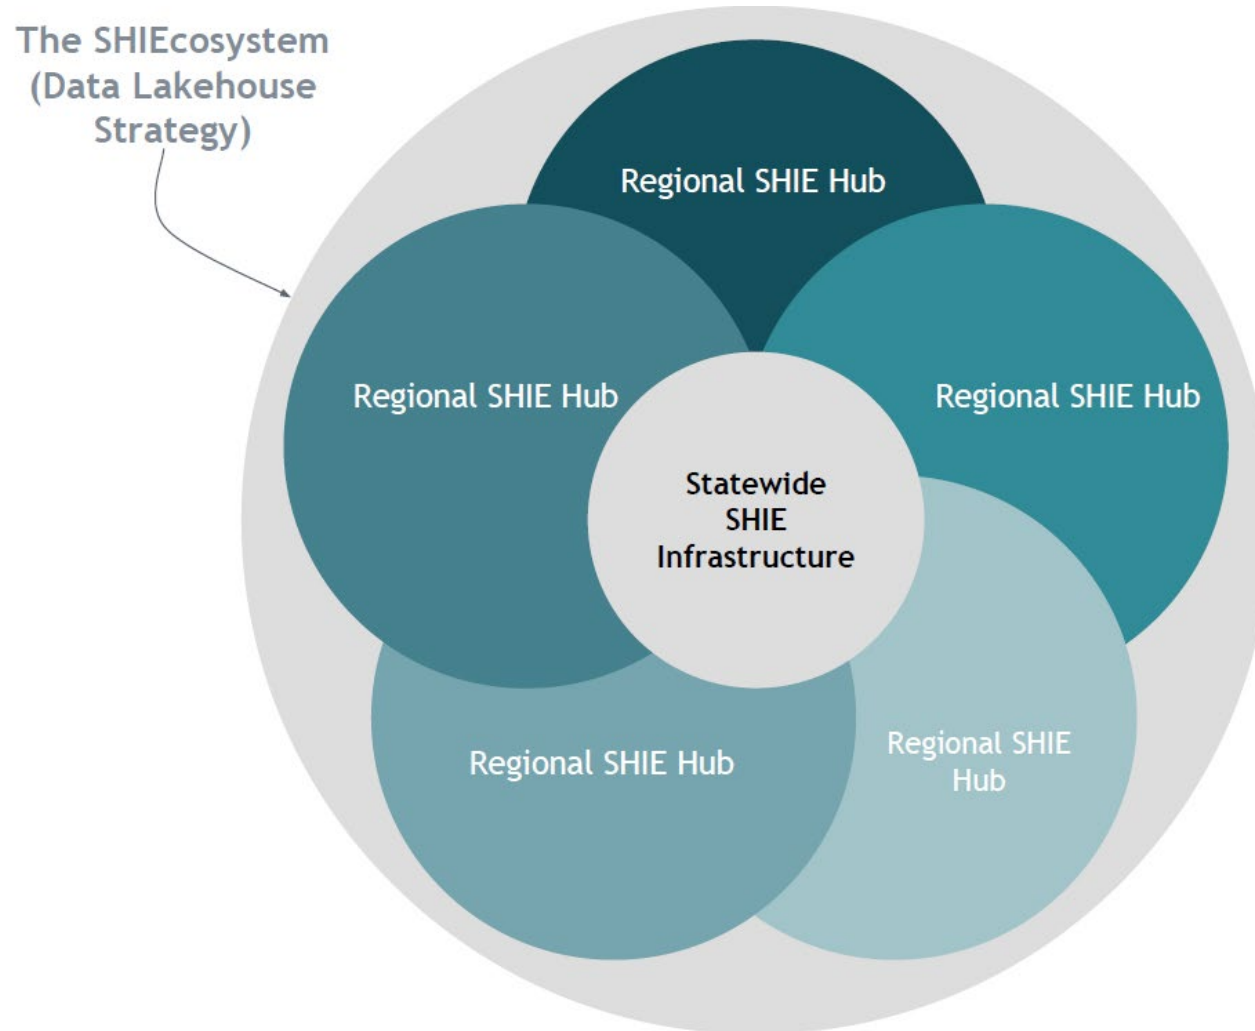 The SHIEcosystem
(Data Lakehouse
Strategy)
Regional SHIE Hub
Regional SHIE Hub
Regional SHIE Hub
Statewide
SHIE
Infrastructure
Regional SHIE Hub
Regional SHIE
Hub